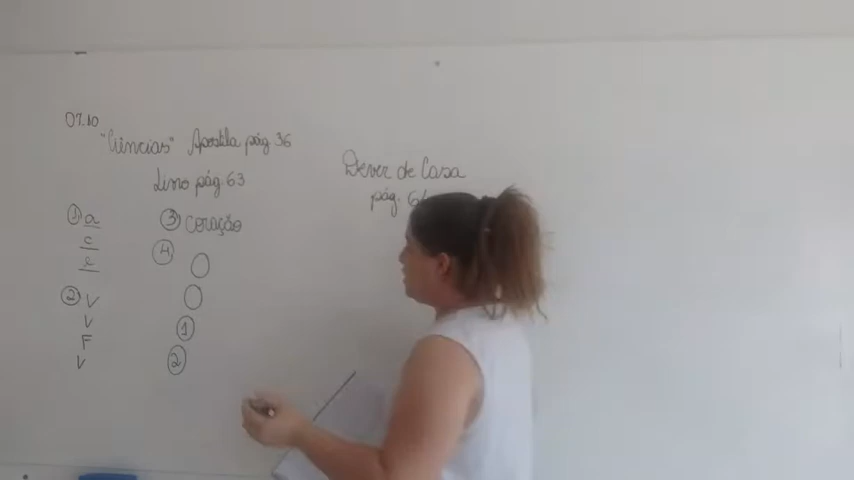 07.10
"Ciências" Apostila pág 36
Livro pág. 63
① a
c
e
② V
V
F
V
③ Coração
④
1
2
Dever de Casa
pág.